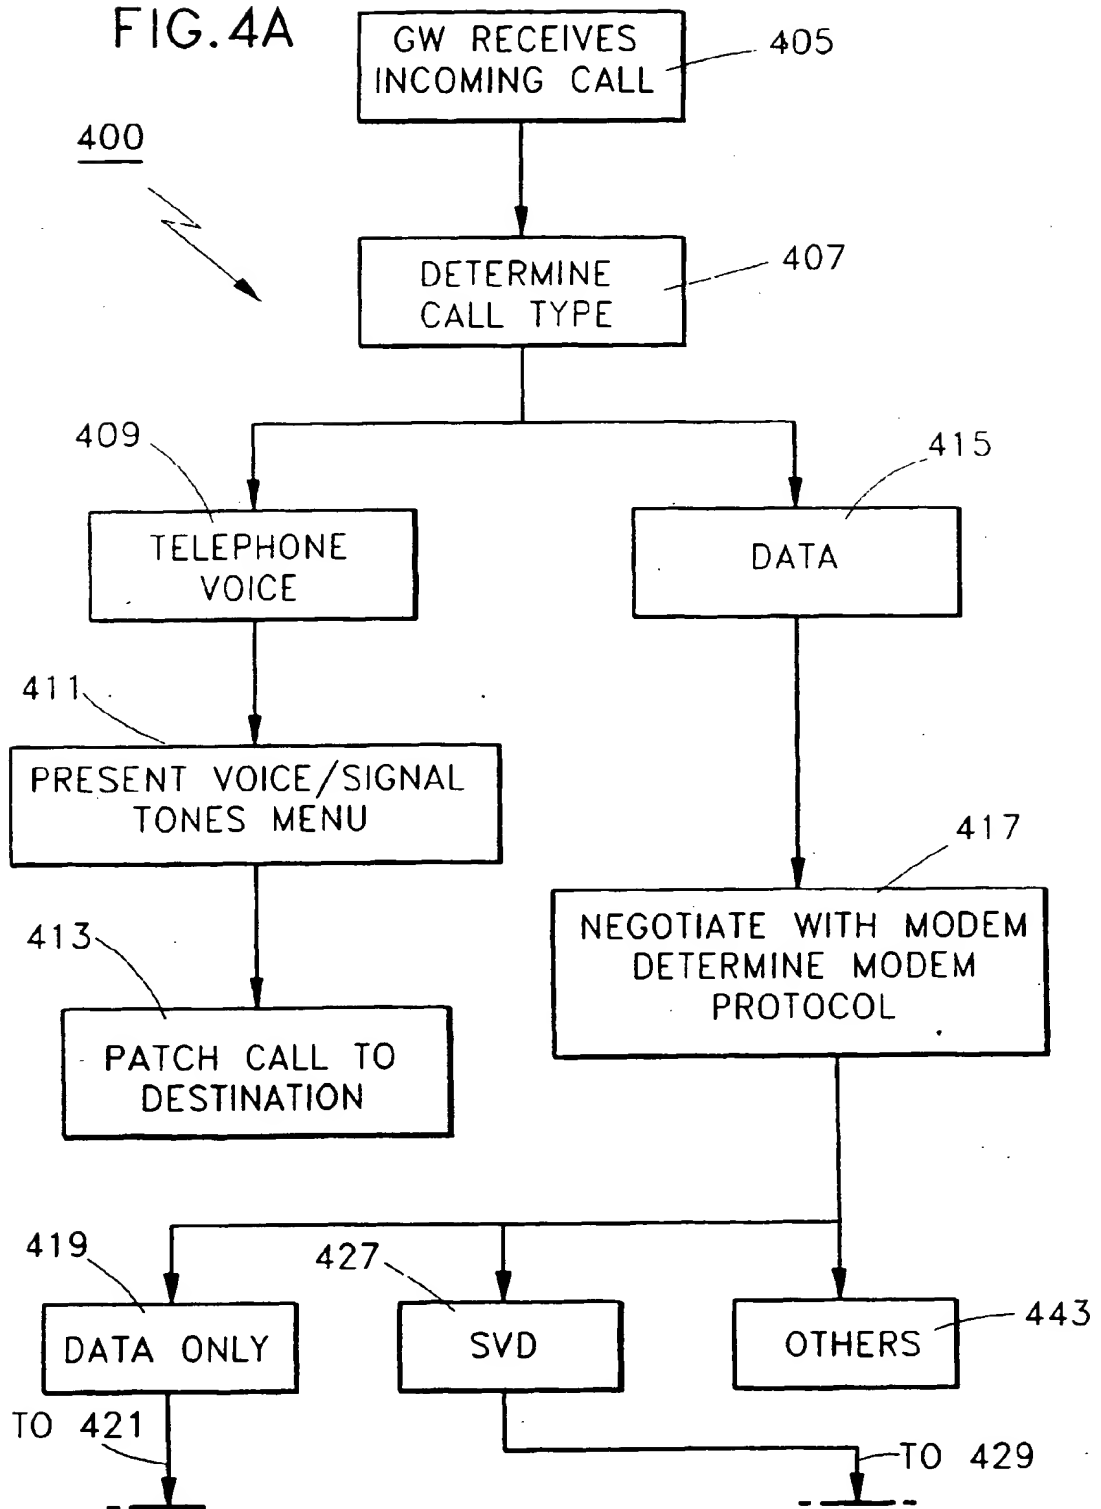 FIG.4A
GW RECEIVES
INCOMING CALL
405
400
DETERMINE
CALL TYPE
407
409
415
TELEPHONE
VOICE
DATA
411
PRESENT VOICE/SIGNAL
TONES MENU
417
NEGOTIATE WITH MODEM
DETERMINE MODEM
PROTOCOL
413
PATCH CALL TO
DESTINATION
419
427
443
DATA ONLY
SVD
OTHERS
TO 421
TO 429